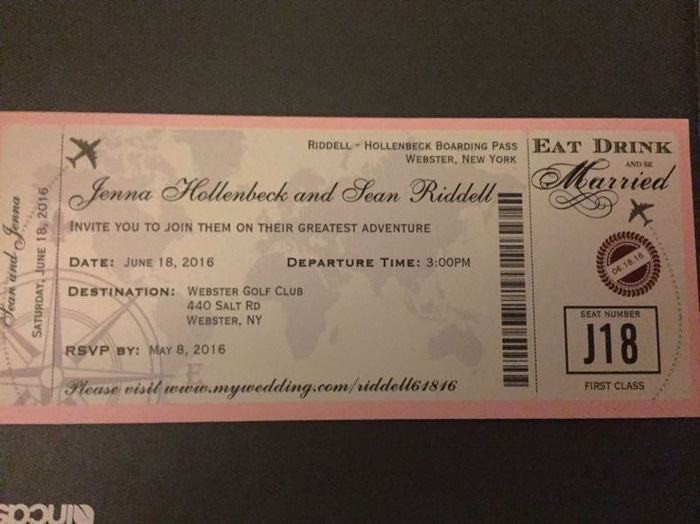 Sean and Jenna
SATURDAY, JUNE 18, 2016
RIDDELL - HOLLENBECK BOARDING PASS
WEBSTER, NEW YORK
Jenna Hollenbeck and Sean Riddell
INVITE YOU TO JOIN THEM ON THEIR GREATEST ADVENTURE
DATE: JUNE 18, 2016 DEPARTURE TIME: 3:00PM
DESTINATION: WEBSTER GOLF CLUB
440 SALT RD
WEBSTER, NY
RSVP BY: MAY 8, 2016
Please visit www.mywedding.com/riddell61816
EAT DRINK
AND BE
Married
06.18.16
SEAT NUMBER
J18
FIRST CLASS
E
incas